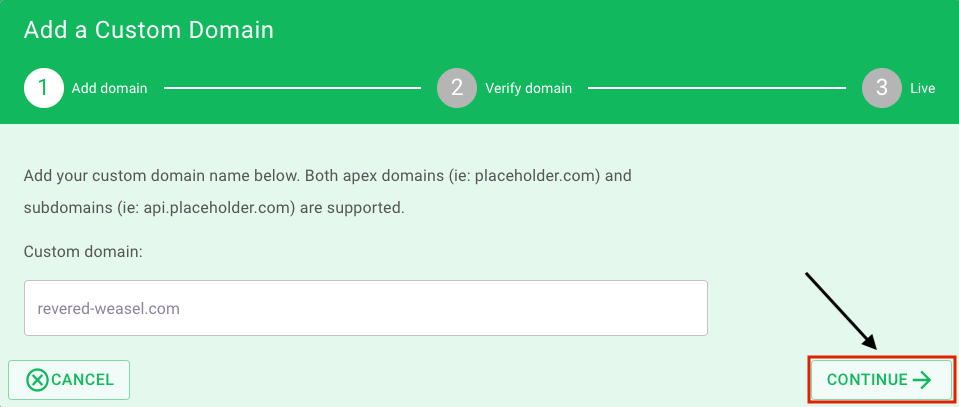 Add a Custom Domain
1 Add domain 2 Verify domain 3 Live
Add your custom domain name below. Both apex domains (ie: placeholder.com) and
subdomains (ie: api.placeholder.com) are supported.
Custom domain:
revered-weasel.com
CANCEL CONTINUE